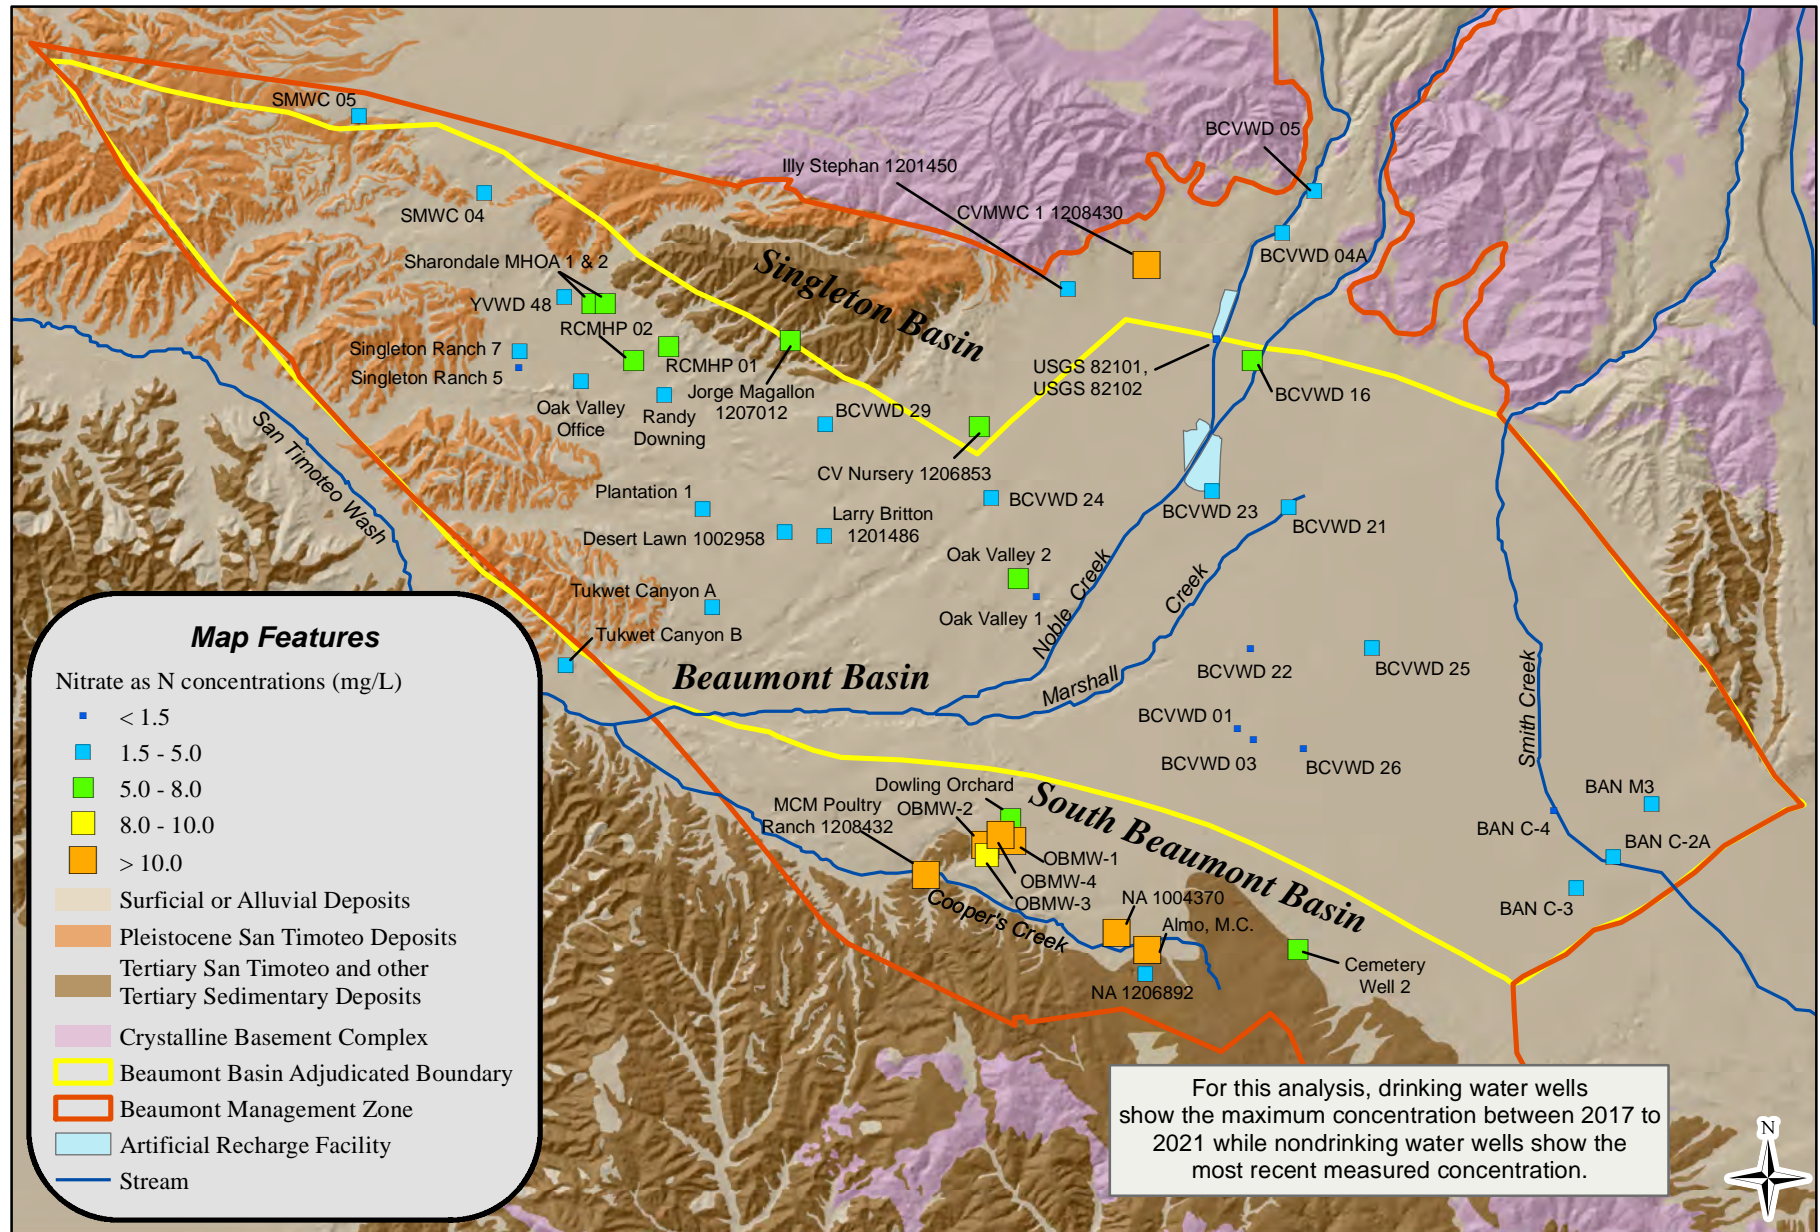 SMWC 05
BCVWD 05
Illy Stephan 1201450
SMWC 04
CVMWC 1 1208430
BCVWD 04A
Sharondale MHOA 1 & 2
Singleton Basin
YVWD 48
RCMHP 02
Singleton Ranch 7
RCMHP 01
USGS 82101,
USGS 82102
Singleton Ranch 5
Jorge Magallon
1207012
BCVWD 16
Oak Valley
Office
Randy
Downing
BCVWD 29
San Timoteo Wash
CV Nursery 1206853
Plantation 1
BCVWD 24
BCVWD 23
BCVWD 21
Desert Lawn 1002958
Larry Britton
1201486
Oak Valley 2
Tukwet Canyon A
Oak Valley 1
Noble Creek
Creek
Marshall
Tukwet Canyon B
Beaumont Basin
BCVWD 22
BCVWD 25
Smith Creek
BCVWD 01
BCVWD 03
BCVWD 26
Dowling Orchard
South Beaumont Basin
BAN M3
MCM Poultry
Ranch 1208432
OBMW-2
BAN C-4
BAN C-2A
OBMW-1
OBMW-4
OBMW-3
NA 1004370
BAN C-3
Cooper's Creek
Almo, M.C.
Cemetery
Well 2
NA 1206892
Map Features
Nitrate as N concentrations (mg/L)
< 1.5
1.5 - 5.0
5.0 - 8.0
8.0 - 10.0
> 10.0
Surficial or Alluvial Deposits
Pleistocene San Timoteo Deposits
Tertiary San Timoteo and other
Tertiary Sedimentary Deposits
Crystalline Basement Complex
Beaumont Basin Adjudicated Boundary
Beaumont Management Zone
Artificial Recharge Facility
Stream
For this analysis, drinking water wells
show the maximum concentration between 2017 to
2021 while nondrinking water wells show the
most recent measured concentration.
N